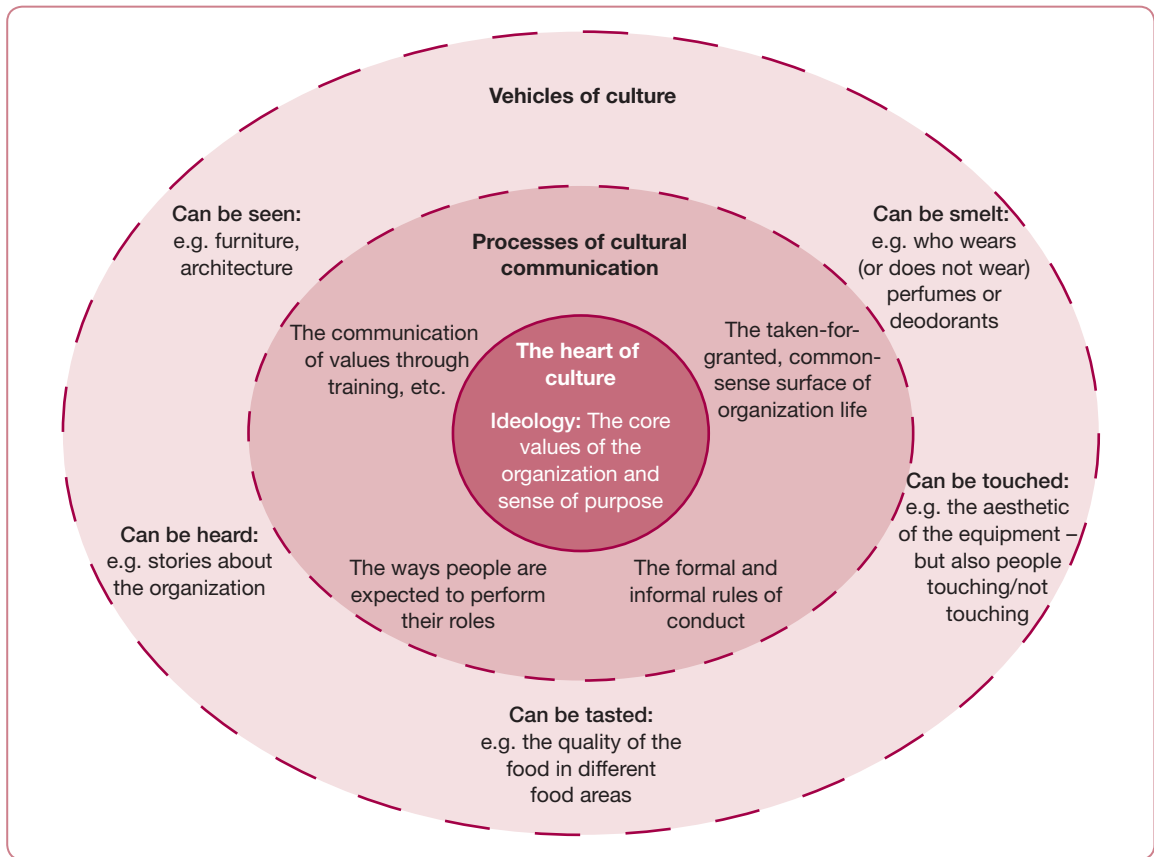 Vehicles of culture
Can be seen:
e.g. furniture,
architecture
Can be smelt:
e.g. who wears
(or does not wear)
perfumes or
deodorants
Processes of cultural
communication
The communication
of values through
training, etc.
The taken-for-
granted, common-
sense surface of
organization life
The heart of
culture
Ideology: The core
values of the
organization and
sense of purpose
Can be heard:
e.g. stories about
the organization
Can be touched:
e.g. the aesthetic
of the equipment –
but also people
touching/not
touching
The ways people are
expected to perform
their roles
The formal and
informal rules of
conduct
Can be tasted:
e.g. the quality of the
food in different
food areas